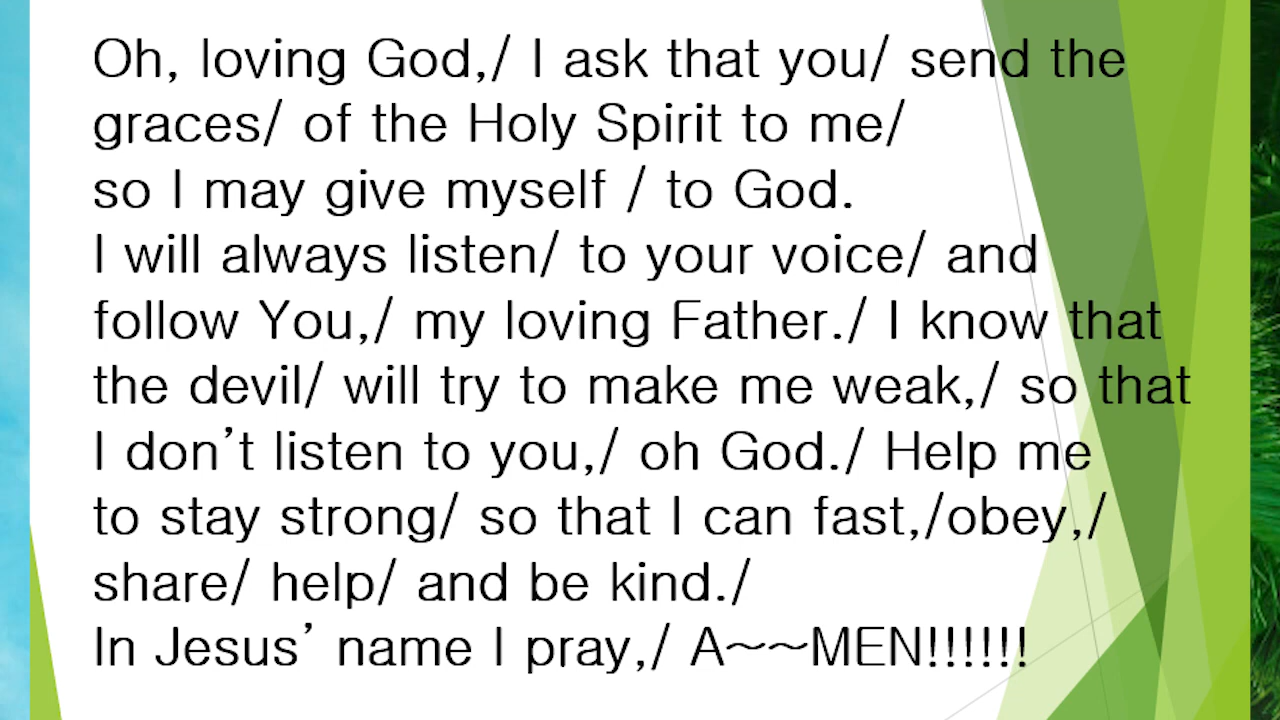 Oh, loving God,/ I ask that you/ send the
graces/ of the Holy Spirit to me/
so I may give myself / to God.
I will always listen/ to your voice/ and
follow You,/ my loving Father./ I know that
the devil/ will try to make me weak,/ so that
I don’t listen to you,/ oh God./ Help me
to stay strong/ so that I can fast,/obey,/
share/ help/ and be kind./
In Jesus’ name I pray,/ A~~MEN!!!!!!